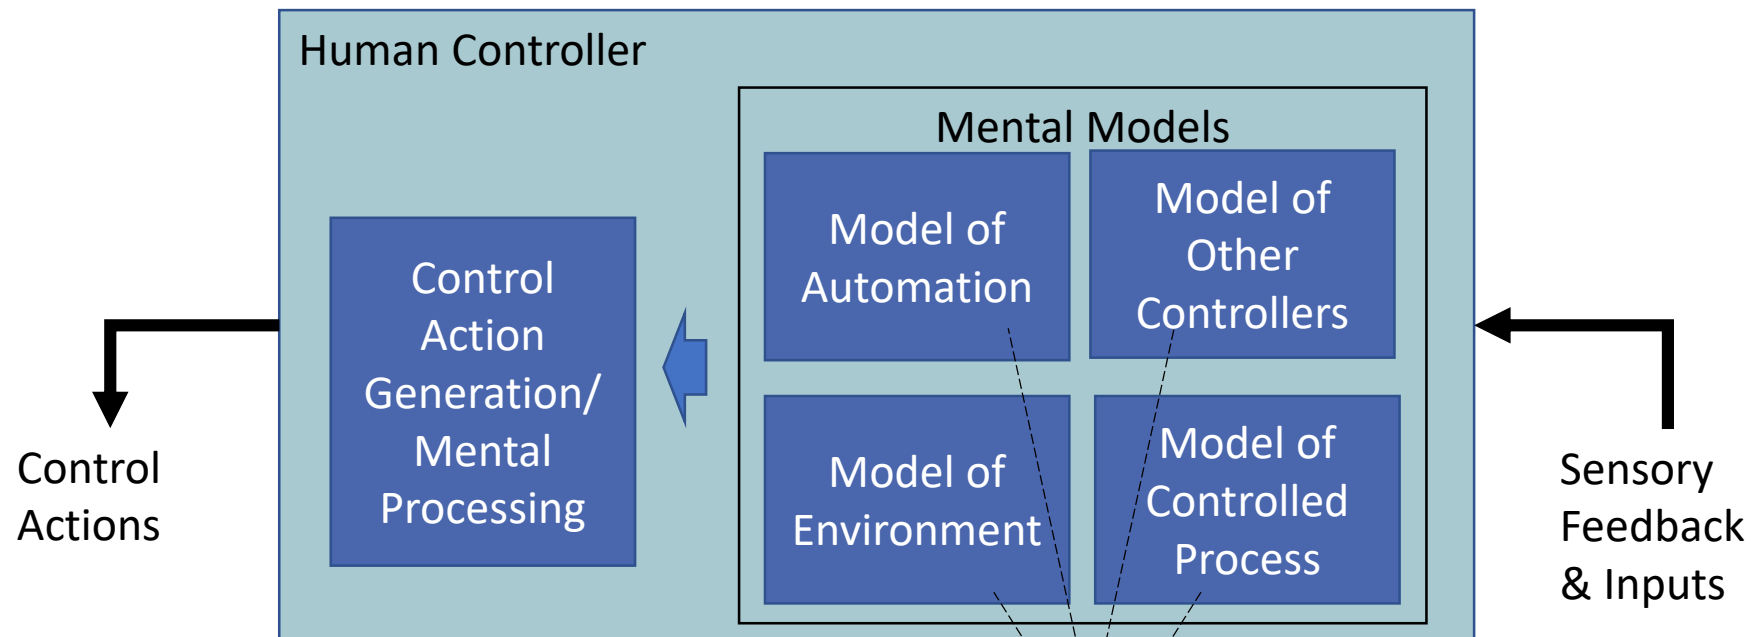 Human Controller
Mental Models
Model of
Automation
Model of
Other
Controllers
Control
Action
Generation/
Mental
Processing
Model of
Environment
Model of
Controlled
Process
Control
Actions
Sensory
Feedback
& Inputs